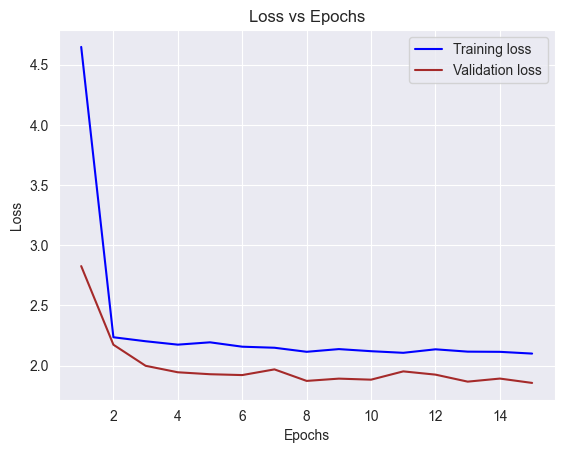 Loss vs Epochs
Training loss
Validation loss
Loss
4.5
4.0
3.5
3.0
2.5
2.0
2 4 6 8 10 12 14
Epochs